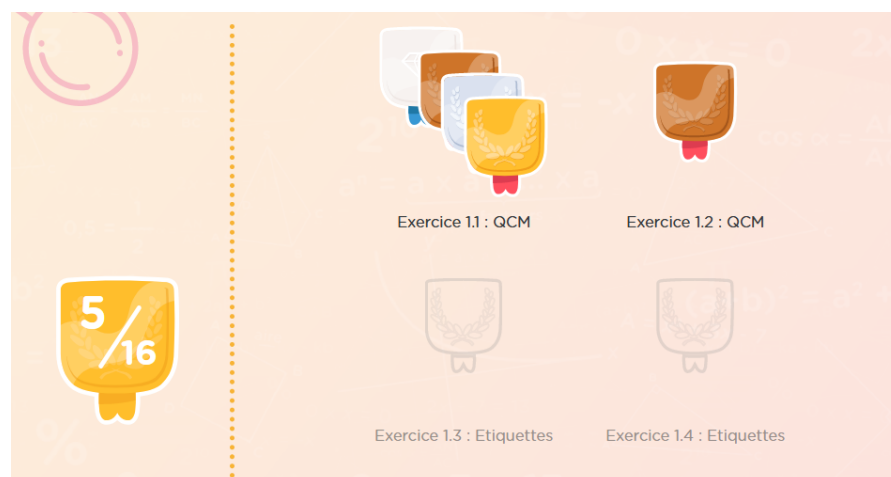 5/16
Exercice 1.1 : QCM
Exercice 1.2 : QCM
Exercice 1.3 : Etiquettes
Exercice 1.4 : Etiquettes